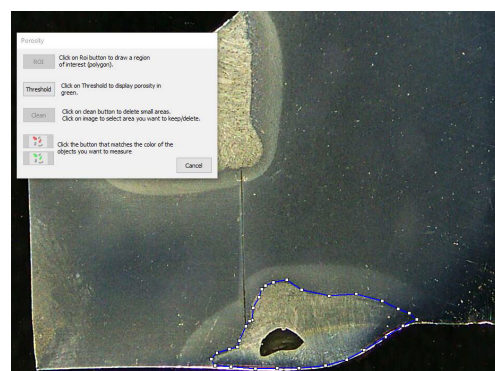 Porosity
ROI
Click on Roi button to draw a region
of interest (polygon).
Threshold
Click on Threshold to display porosity in
green.
Clean
Click on clean button to delete small areas.
Click on image to select area you want to keep/delete.
Click the button that matches the color of the
objects you want to measure
Cancel